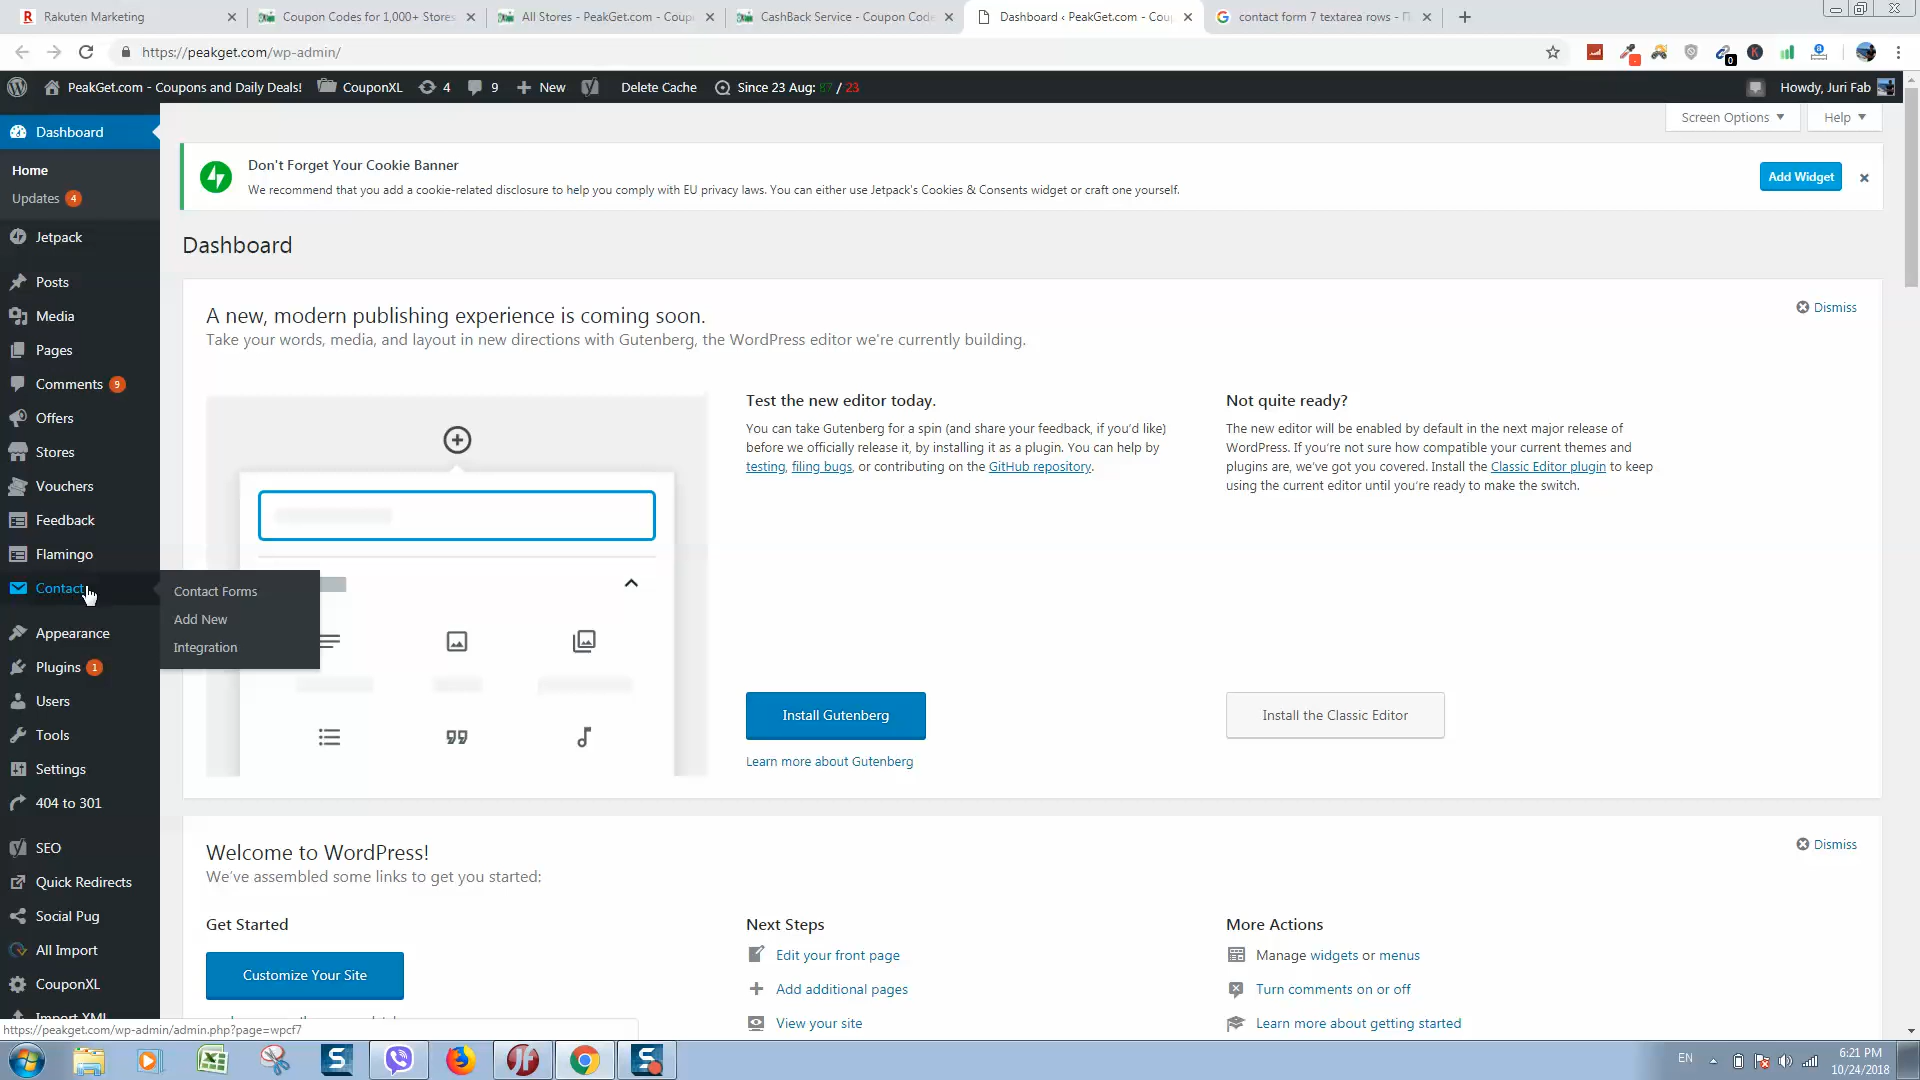 Rakuten Marketing
Coupon Codes for 1,000+ Stores
All Stores - PeakGet.com - Coup
CashBack Service - Coupon Code
Dashboard ‹ PeakGet.com - Cou
contact form 7 textarea rows - П
https://peakget.com/wp-admin/
0
PeakGet.com - Coupons and Daily Deals!
CouponXL
4
9
New
Delete Cache
Since 23 Aug: 87 / 23
Howdy, Juri Fab
Dashboard
Home
Updates 4
Jetpack
Posts
Media
Pages
Comments 9
Offers
Stores
Vouchers
Feedback
Flamingo
Contact
Appearance
Plugins 1
Users
Tools
Settings
404 to 301
SEO
Quick Redirects
Social Pug
All Import
CouponXL
Import XML
Contact Forms
Add New
Integration
Screen Options
Help
Don't Forget Your Cookie Banner
We recommend that you add a cookie-related disclosure to help you comply with EU privacy laws. You can either use Jetpack's Cookies & Consents widget or craft one yourself.
Add Widget
Dashboard
A new, modern publishing experience is coming soon.
Dismiss
Take your words, media, and layout in new directions with Gutenberg, the WordPress editor we're currently building.
Test the new editor today.
You can take Gutenberg for a spin (and share your feedback, if you'd like)
before we officially release it, by installing it as a plugin. You can help by
testing, filing bugs, or contributing on the GitHub repository.
Install Gutenberg
Learn more about Gutenberg
Not quite ready?
The new editor will be enabled by default in the next major release of
WordPress. If you're not sure how compatible your current themes and
plugins are, we've got you covered. Install the Classic Editor plugin to keep
using the current editor until you're ready to make the switch.
Install the Classic Editor
Welcome to WordPress!
Dismiss
We've assembled some links to get you started:
Get Started
Customize Your Site
Next Steps
Edit your front page
Add additional pages
View your site
More Actions
Manage widgets or menus
Turn comments on or off
Learn more about getting started
https://peakget.com/wp-admin/admin.php?page=wpcf7
EN
6:21 PM
10/24/2018